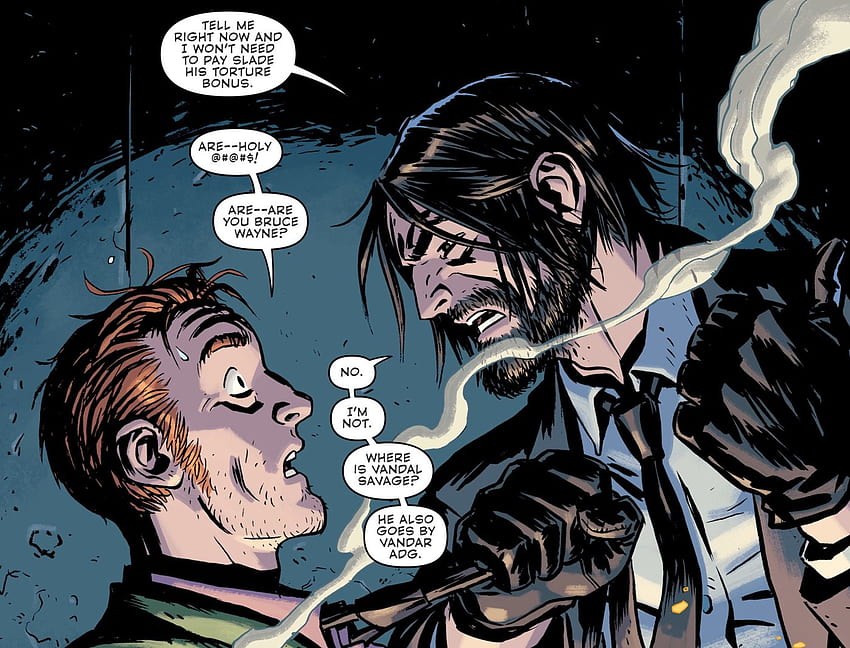 TELL ME
RIGHT NOW AND
I WON'T NEED
TO PAY SLADE
HIS TORTURE
BONUS.
ARE--HOLY
@#@#$!
ARE--ARE
YOU BRUCE
WAYNE?
NO.
I'M
NOT.
WHERE
IS VANDAL
SAVAGE?
HE ALSO
GOES BY
VANDAR
ADG.